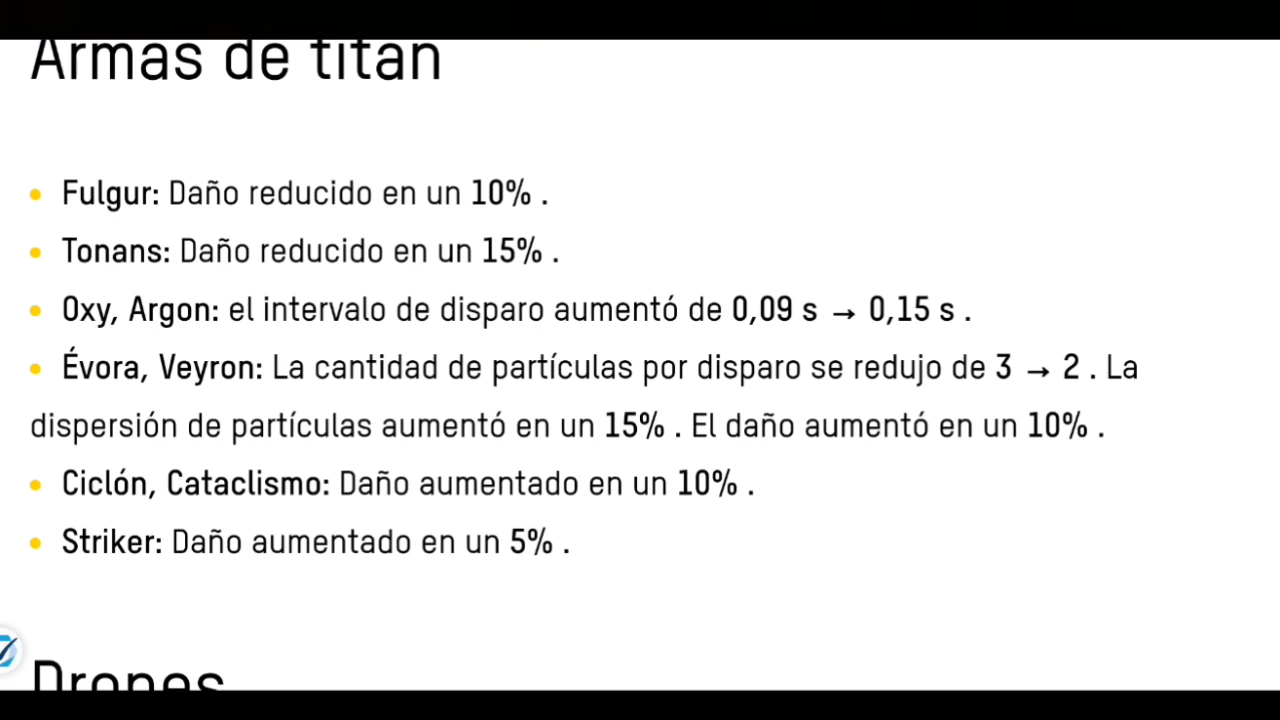 Armas de titán
• Fulgur: Daño reducido en un 10% .
• Tonans: Daño reducido en un 15% .
• Oxy, Argon: el intervalo de disparo aumentó de 0,09 s → 0,15 s .
• Évora, Veyron: La cantidad de partículas por disparo se redujo de 3 → 2 . La
dispersión de partículas aumentó en un 15% . El daño aumentó en un 10% .
• Ciclón, Cataclismo: Daño aumentado en un 10% .
• Striker: Daño aumentado en un 5% .
Drones